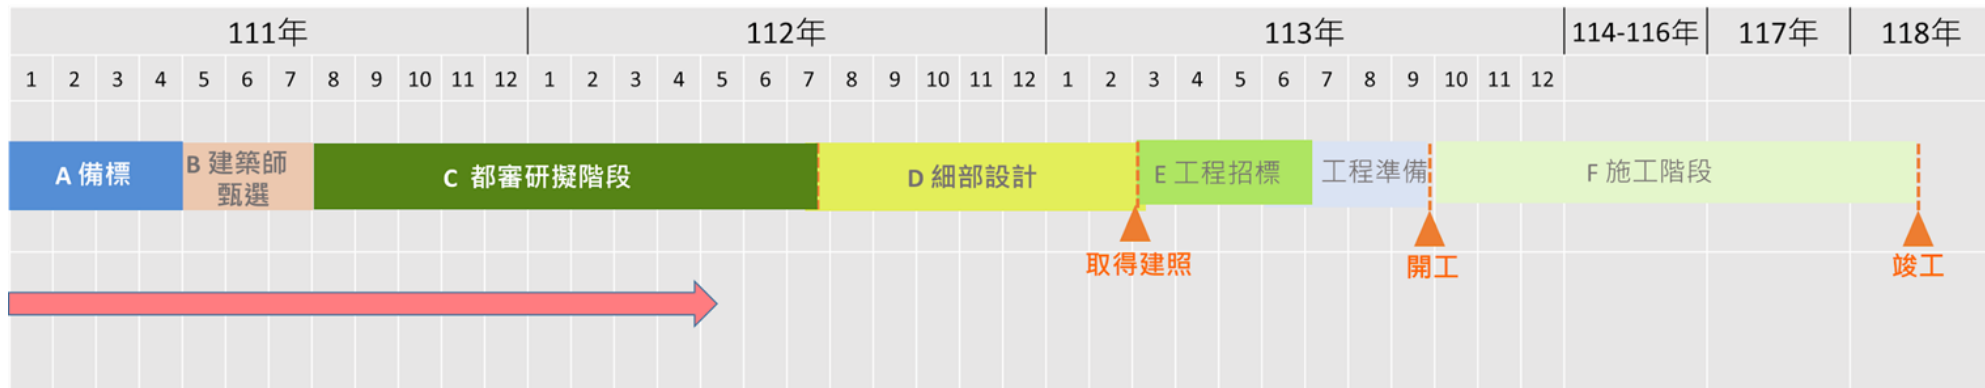 111年 112年 113年 114-116年 117年 118年
1 2 3 4 5 6 7 8 9 10 11 12 1 2 3 4 5 6 7 8 9 10 11 12 1 2 3 4 5 6 7 8 9 10 11 12
A 備標
B 建築師
甄選
C 都審研擬階段
D 細部設計
E 工程招標
工程準備
F 施工階段
取得建照
開工
竣工